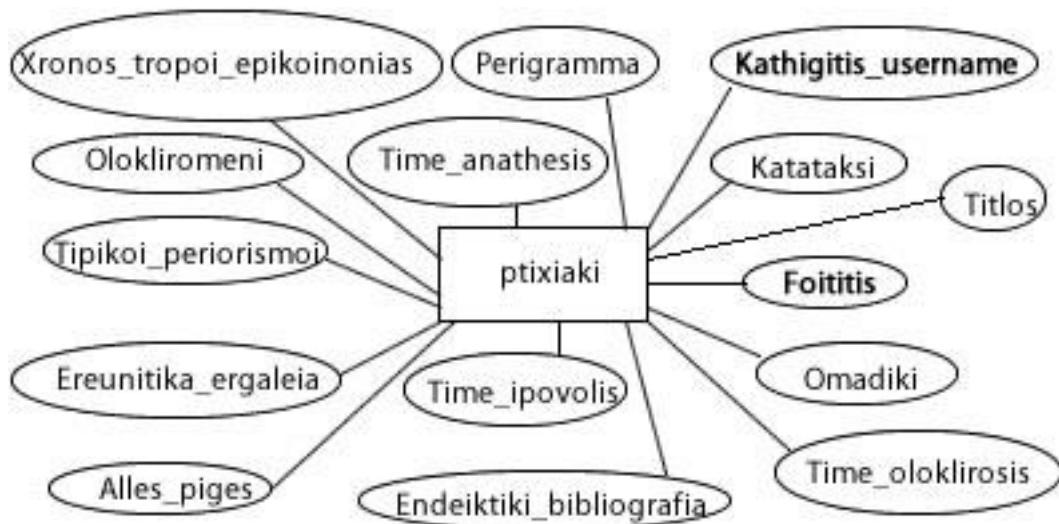 Xronos_tropoi_epikoinonias
Perigramma
Kathigitis_username
Olokliromeni
Time_anathesis
Katataksi
Titlos
Tipikoi_periorismoi
ptixiaki
Foititis
Ereunitika_ergaleia
Time_ipovolis
Omadiki
Alles_piges
Endeiktiki_bibliografia
Time_oloklirosis